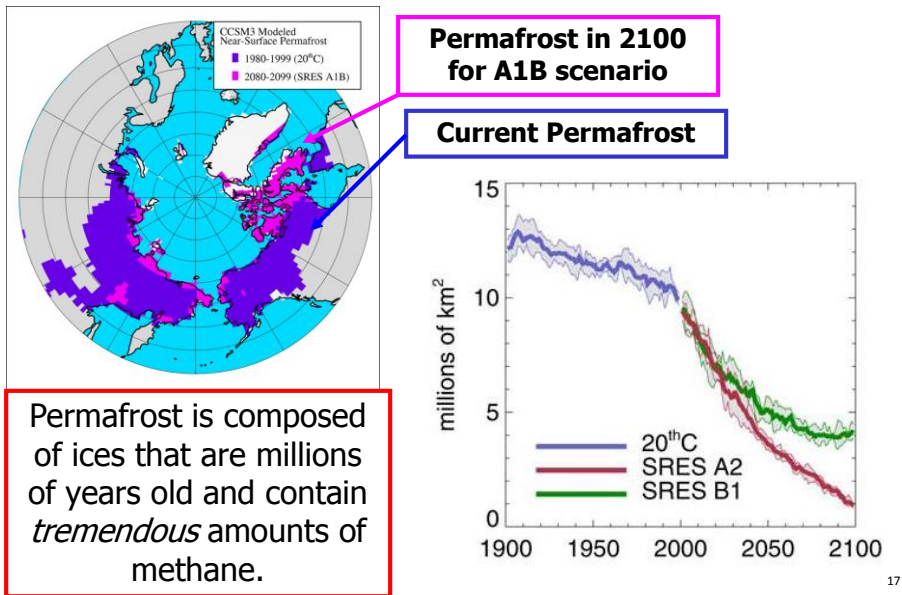 CCSM3 Modeled
Near-Surface Permafrost
1980-1999 (20thC)
2080-2099 (SRES A1B)
Permafrost in 2100
for A1B scenario
Current Permafrost
Permafrost is composed
of ices that are millions
of years old and contain
tremendous amounts of
methane.
15
10
5
0
millions of km2
20thC
SRES A2
SRES B1
1900 1950 2000 2050 2100
17